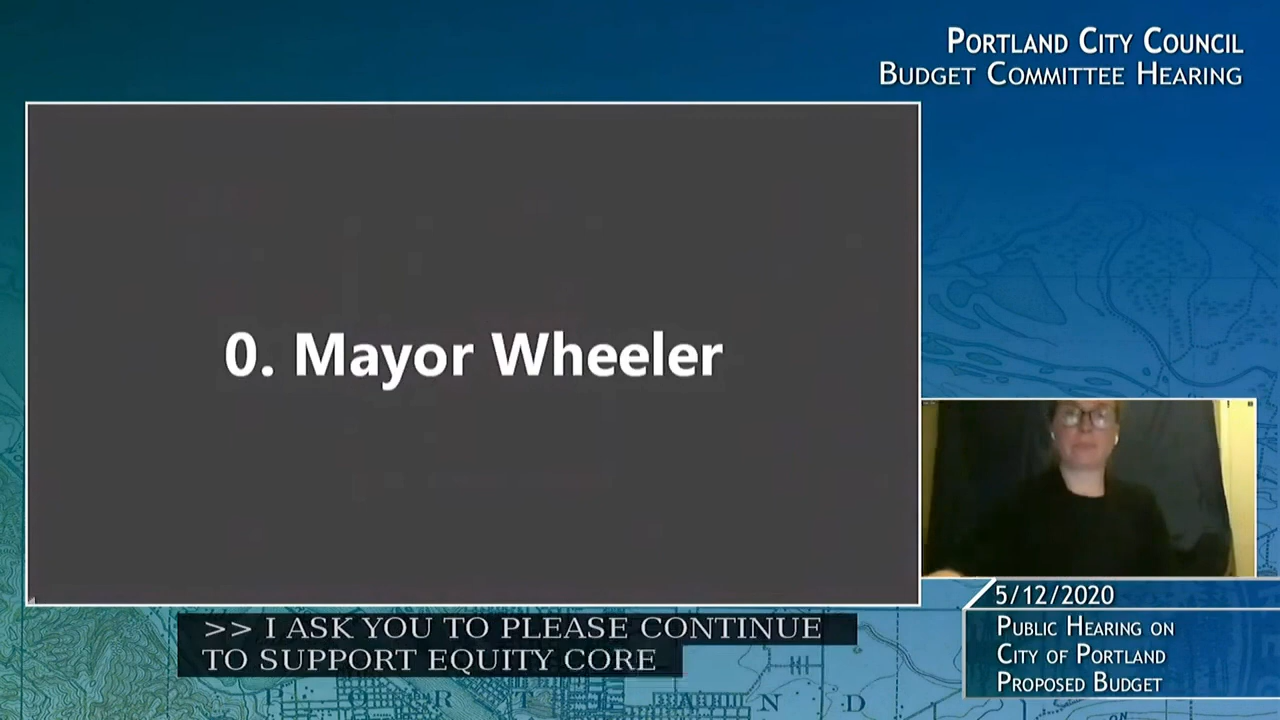 Portland City Council
Budget Committee Hearing
0. Mayor Wheeler
>> I ASK YOU TO PLEASE CONTINUE
TO SUPPORT EQUITY CORE
5/12/2020
Public Hearing on
City of Portland
Proposed Budget
P O R T L A N D